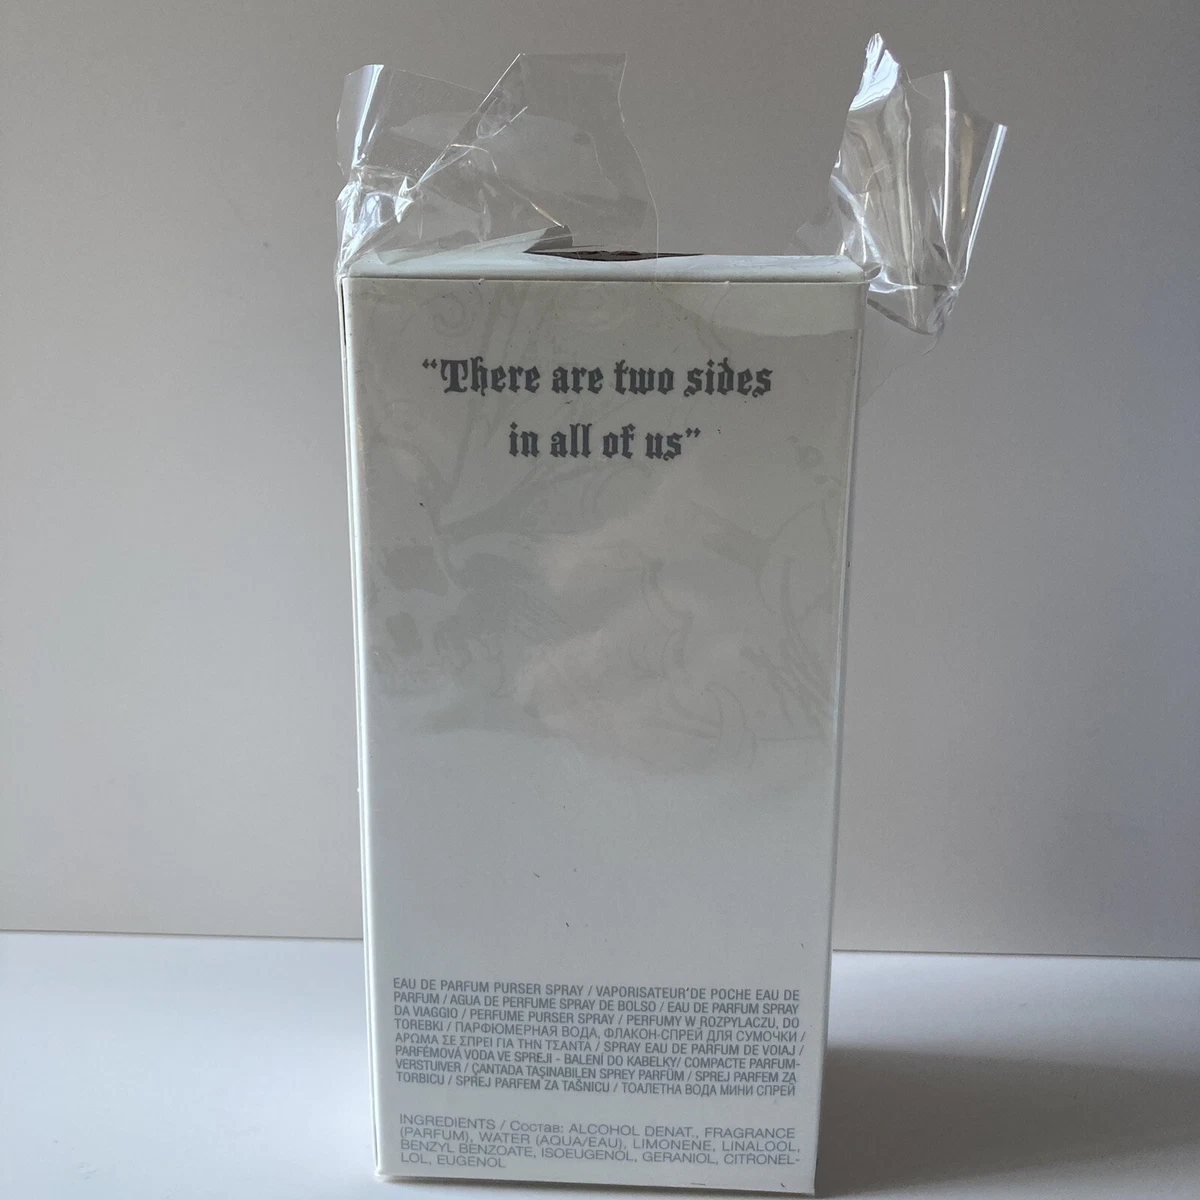 “There are two sides
in all of us”
EAU DE PARFUM PURSER SPRAY / VAPORISATEUR'DE POCHE EAU DE
PARFUM / AGUA DE PERFUME SPRAY DE BOLSO / EAU DE PARFUM SPRAY
DA VIAGGIO / PERFUME PURSER SPRAY / PERFUMY W ROZPYLACZU, DO
TOREBKI / ПАРФЮМЕРНАЯ ВОДА, ФЛАКОН-СПРЕЙ ДЛЯ СУМОЧКИ /
ΑΡΩΜΑ ΣΕ ΣΠΡΕΙ ΓΙΑ ΤΗΝ ΤΣΑΝΤΑ / SPRAY EAU DE PARFUM DE VOIAJ /
PARFÉMOVÁ VODA VE SPREJI - BALENÍ DO KABELKY/ COMPACTE PARFUM-
VERSTUIVER / ÇANTADA TAŞINABILEN SPREY PARFÜM / SPREJ PARFEM ZA
TORBICU / SPREJ PARFEM ZA TAŠNICU / ТОАЛЕТНА ВОДА МИНИ СПРЕЙ
INGREDIENTS / Состав: ALCOHOL DENAT., FRAGRANCE
(PARFUM), WATER (AQUA/EAU), LIMONENE, LINALOOL,
BENZYL BENZOATE, ISOEUGENOL, GERANIOL, CITRONEL-
LOL, EUGENOL